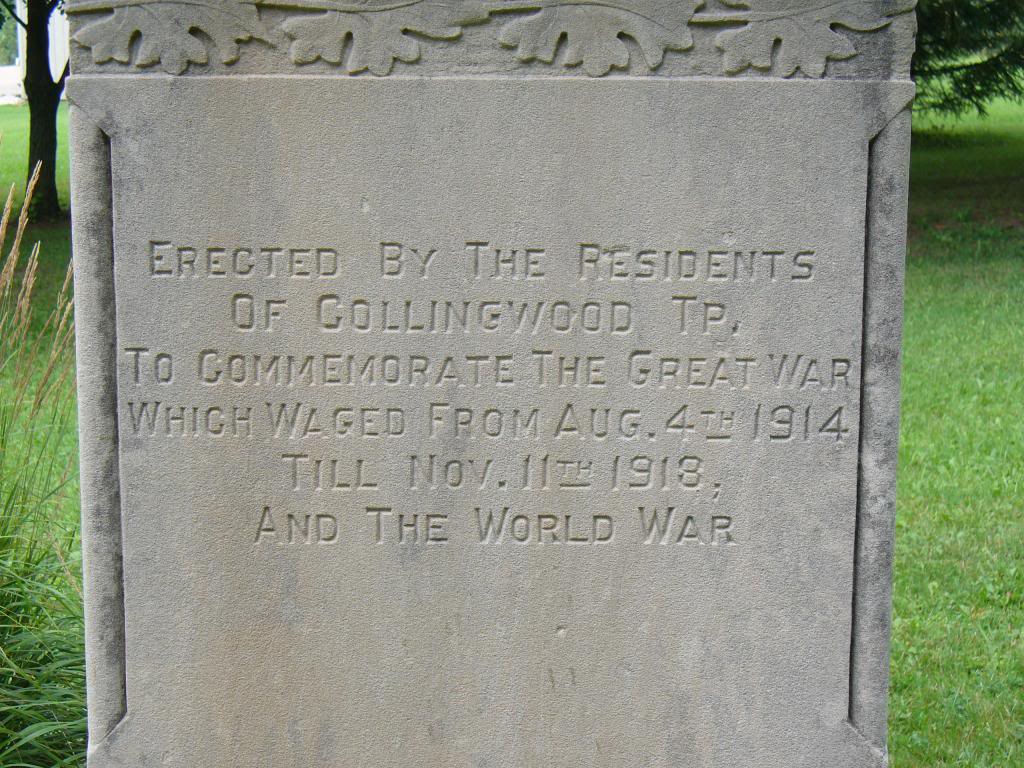 Erected By The Residents
Of Collingwood Tp.
To Commemorate The Great War
Which Waged From Aug. 4th 1914
Till Nov. 11th 1918,
And The World War